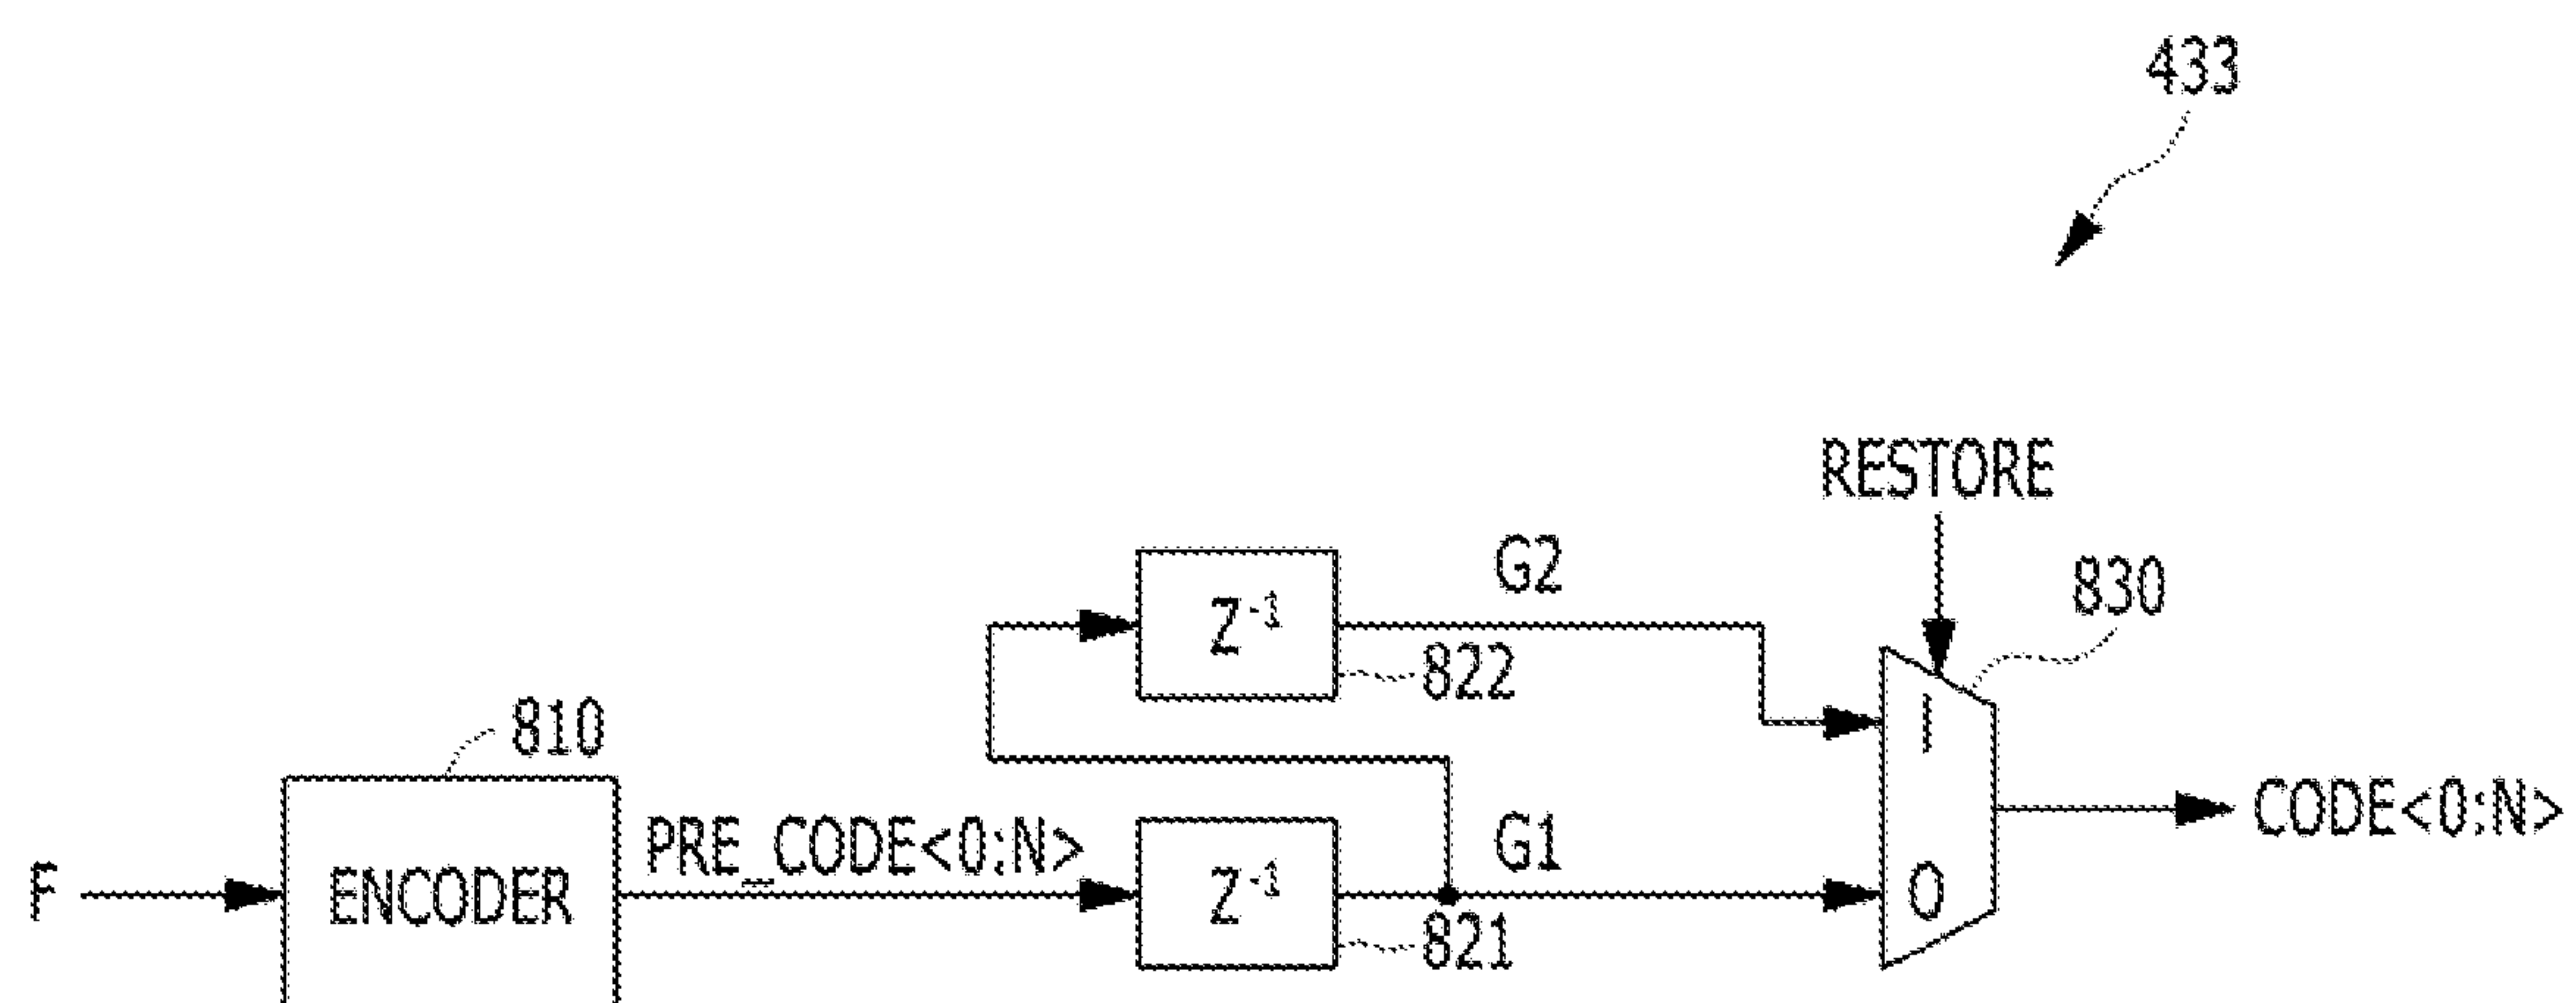 433
RESTORE
G2
830
Z⁻¹
822
810
1
PRE_CODE<0:N>
G1
CODE<0:N>
F
ENCODER
Z⁻¹
0
821